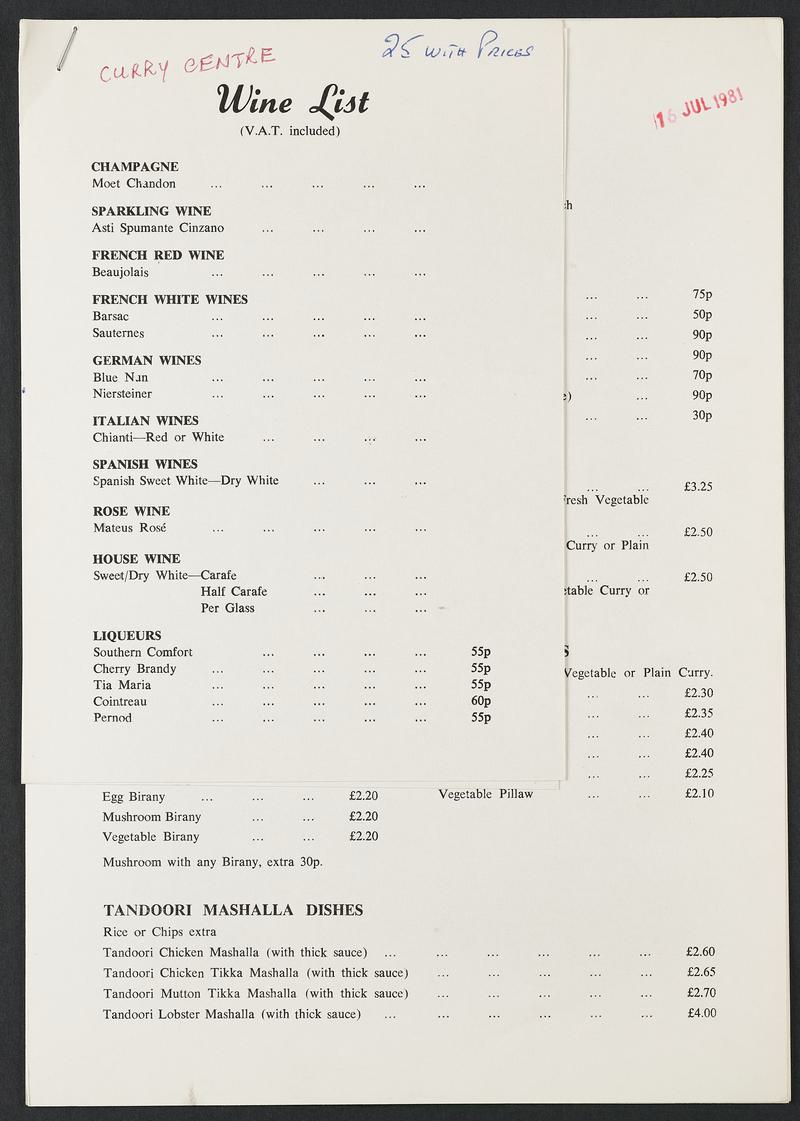 CURRY CENTRE
25 WITH PRICES
Wine List
(V.A.T. included)
CHAMPAGNE
Moet Chandon ... ... ... ... ...
SPARKLING WINE
Asti Spumante Cinzano ... ... ... ...
FRENCH RED WINE
Beaujolais ... ... ... ... ...
FRENCH WHITE WINES
Barsac ... ... ... ... ...
Sauternes ... ... ... ... ...
GERMAN WINES
Blue Nun ... ... ... ... ...
Niersteiner ... ... ... ... ...
ITALIAN WINES
Chianti—Red or White ... ... ... ...
SPANISH WINES
Spanish Sweet White—Dry White ... ... ...
ROSE WINE
Mateus Rosé ... ... ... ... ...
HOUSE WINE
Sweet/Dry White—Carafe ... ... ...
Half Carafe ... ... ...
Per Glass ... ... ...
LIQUEURS
Southern Comfort ... ... ... ... 55p
Cherry Brandy ... ... ... ... ... 55p
Tia Maria ... ... ... ... ... 55p
Cointreau ... ... ... ... ... 60p
Pernod ... ... ... ... ... 55p
16 JUL 1981
... ... 75p
... ... 50p
... ... 90p
... ... 90p
... ... 70p
... 90p
... ... 30p
... ... £3.25
Vegetable
... ... £2.50
Curry or Plain
... ... £2.50
Curry or
Vegetable or Plain Curry.
... ... £2.30
... ... £2.35
... ... £2.40
... ... £2.40
... ... £2.25
Egg Birany ... ... ... £2.20
Mushroom Birany ... ... £2.20
Vegetable Birany ... ... £2.20
Vegetable Pillaw ... ... £2.10
Mushroom with any Birany, extra 30p.
TANDOORI MASHALLA DISHES
Rice or Chips extra
Tandoori Chicken Mashalla (with thick sauce) ... ... ... ... ... ... £2.60
Tandoori Chicken Tikka Mashalla (with thick sauce) ... ... ... ... ... £2.65
Tandoori Mutton Tikka Mashalla (with thick sauce) ... ... ... ... ... £2.70
Tandoori Lobster Mashalla (with thick sauce) ... ... ... ... ... ... £4.00